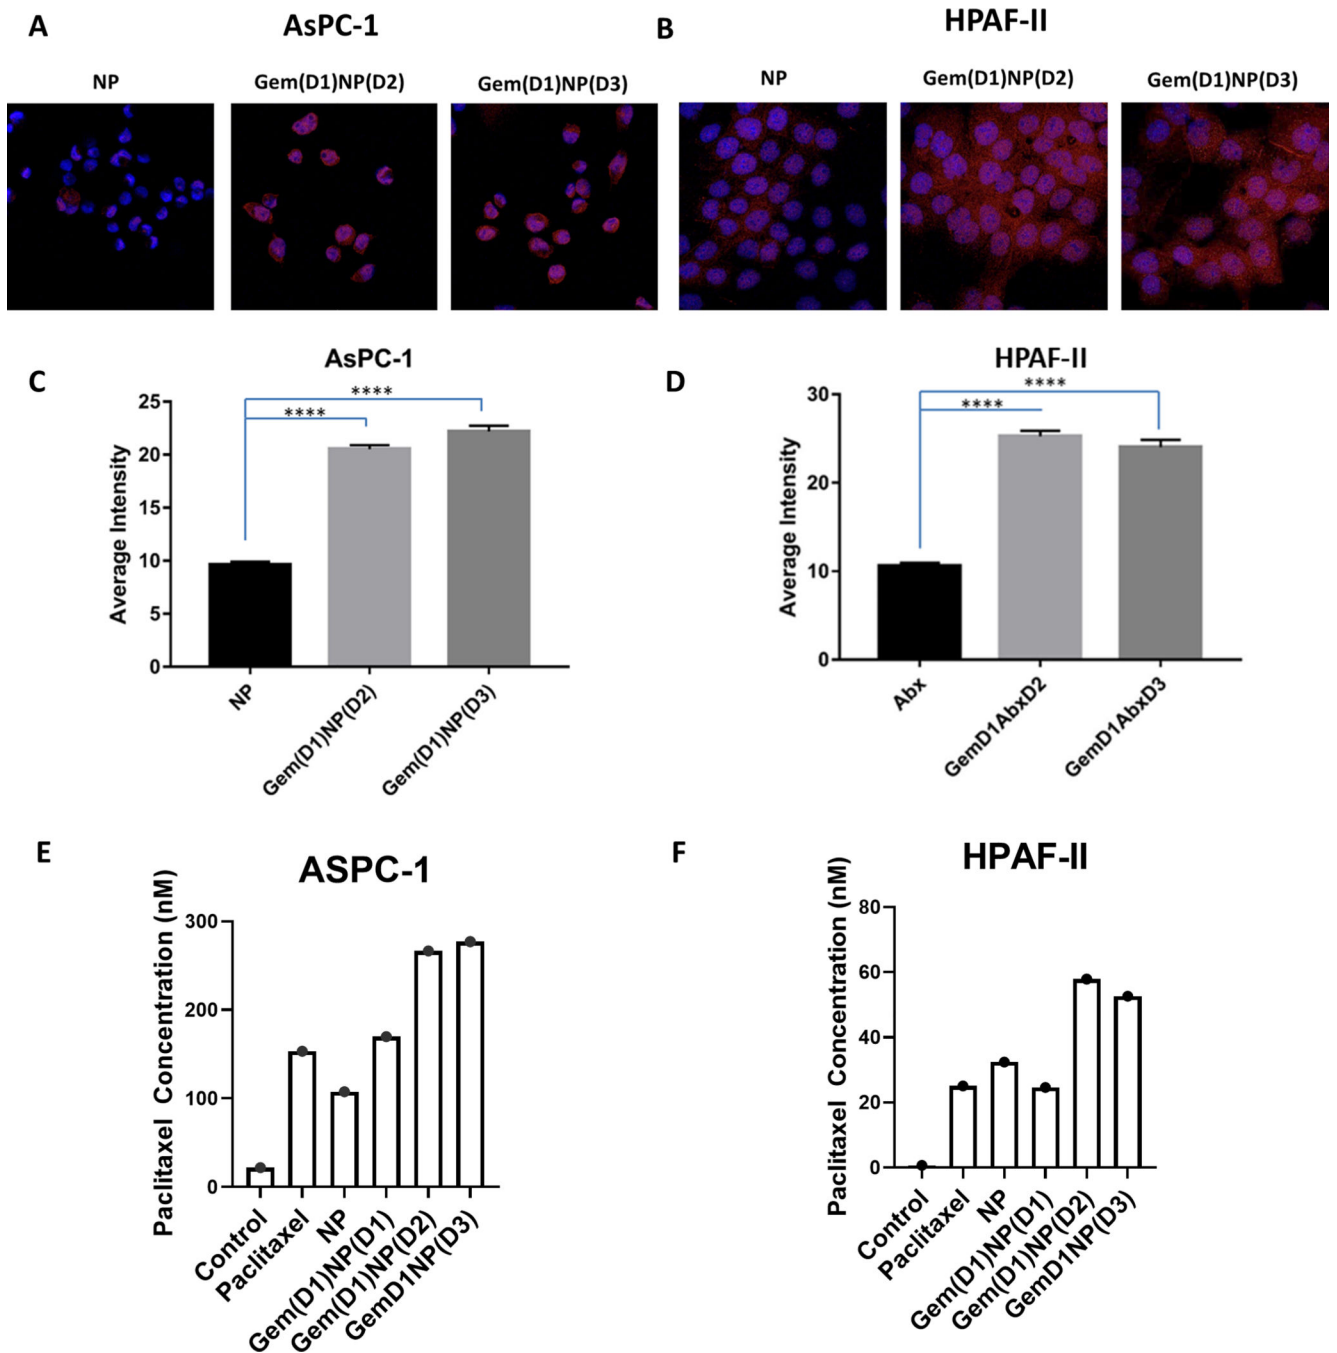 A
AsPC-1
B
HPAF-II
NP
Gem(D1)NP(D2)
Gem(D1)NP(D3)
NP
Gem(D1)NP(D2)
Gem(D1)NP(D3)
C
AsPC-1
****
****
Average Intensity
25
20
15
10
5
0
NP
Gem(D1)NP(D2)
Gem(D1)NP(D3)
D
HPAF-II
****
****
Average Intensity
30
20
10
0
Abx
GemD1AbxD2
GemD1AbxD3
E
ASPC-1
Paclitaxel Concentration (nM)
300
200
100
0
Control
Paclitaxel
NP
Gem(D1)NP(D1)
Gem(D1)NP(D2)
GemD1NP(D3)
F
HPAF-II
Paclitaxel Concentration (nM)
80
60
40
20
0
Control
Paclitaxel
NP
Gem(D1)NP(D1)
Gem(D1)NP(D2)
GemD1NP(D3)